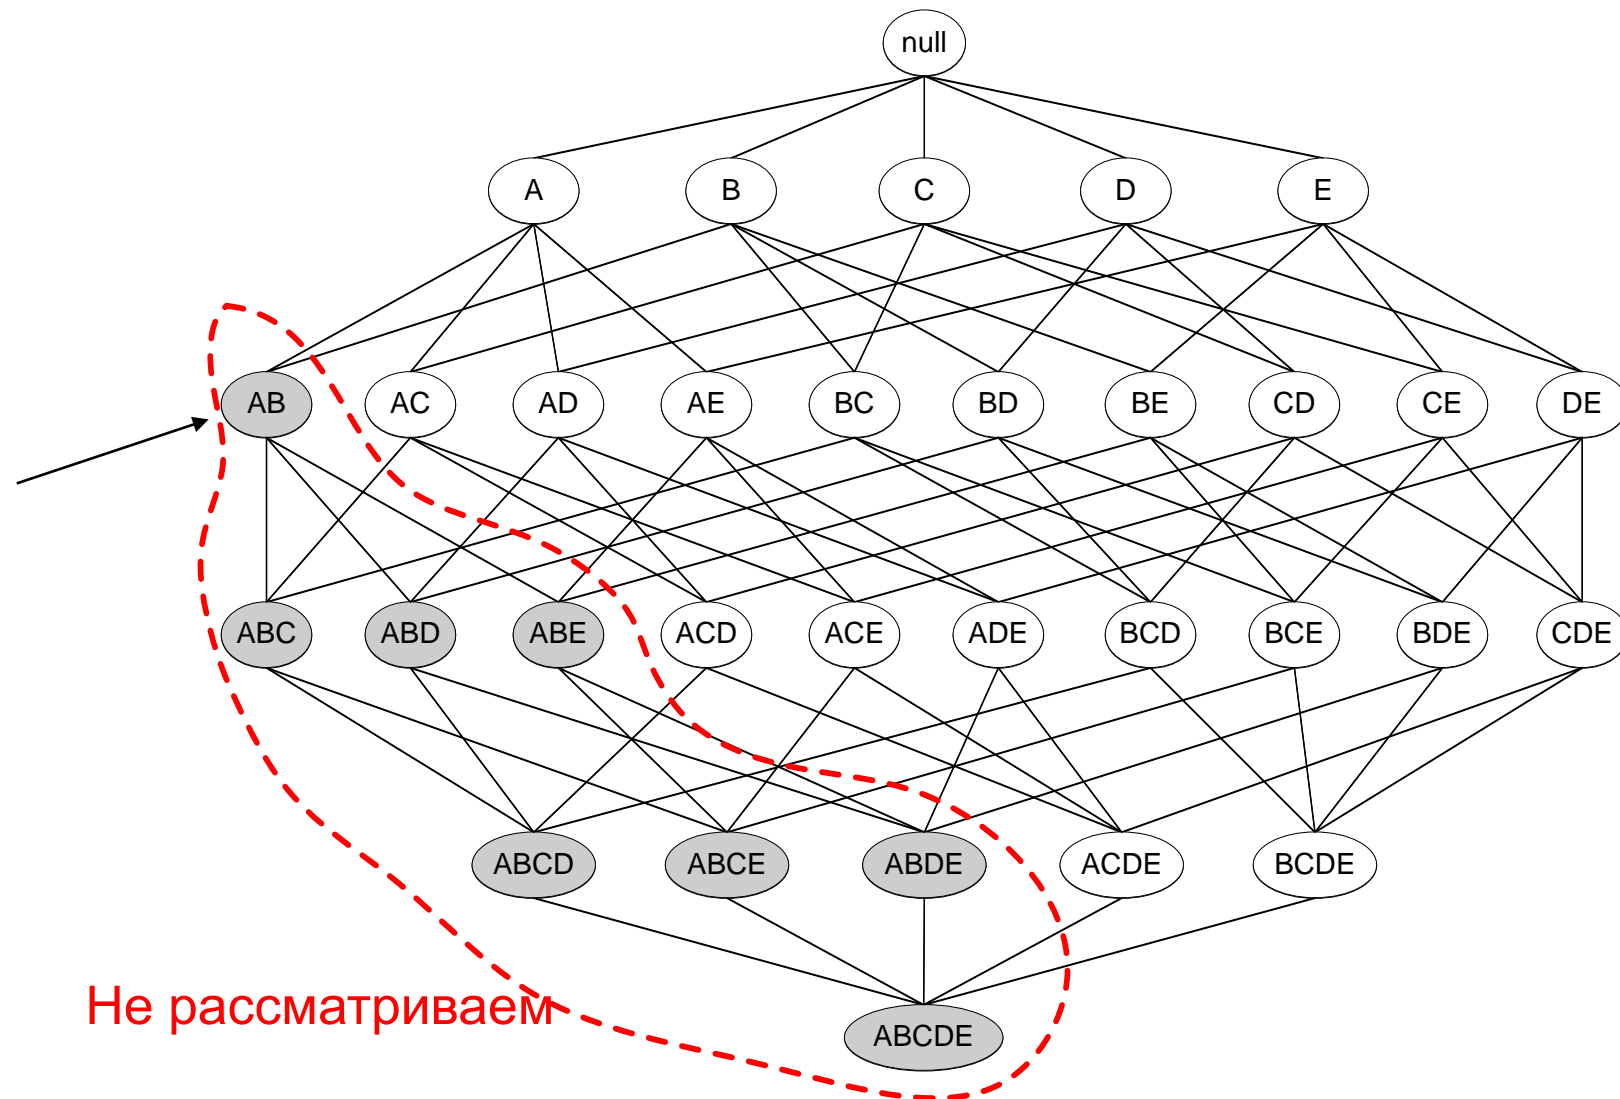 null
A B C D E
AB AC AD AE BC BD BE CD CE DE
ABC ABD ABE ACD ACE ADE BCD BCE BDE CDE
ABCD ABCE ABDE ACDE BCDE
Не рассматриваем
ABCDE